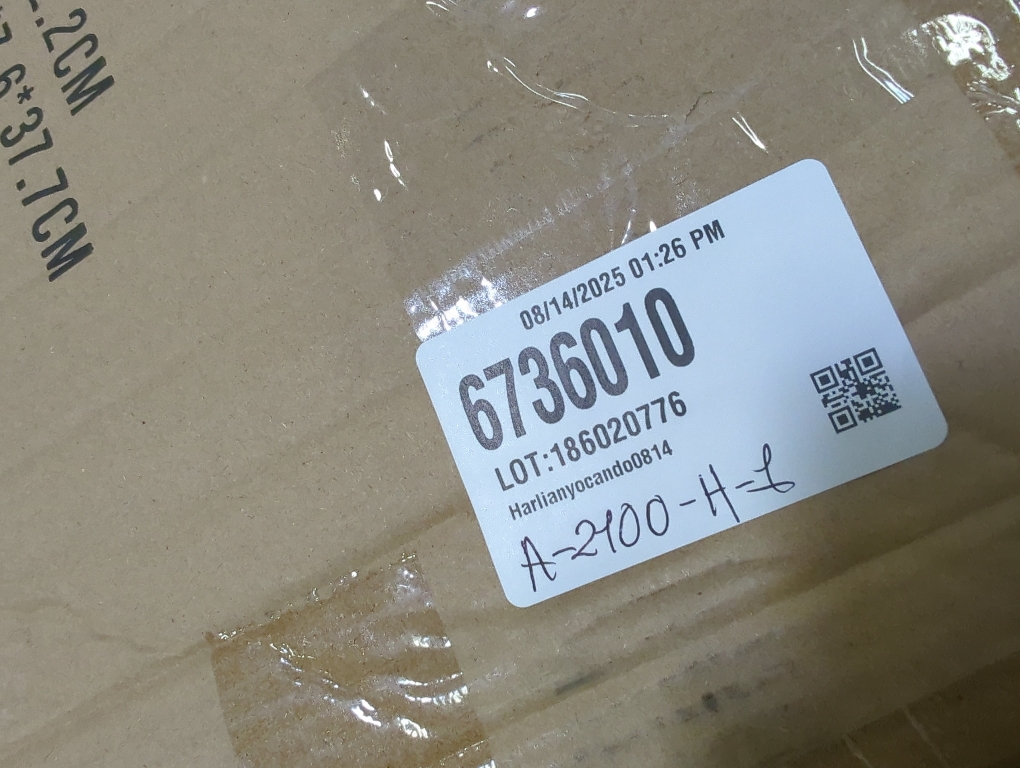 .2CM
6*37.7CM
08/14/2025 01:26 PM
6736010
LOT:186020776
Harlianyocando0814
A-2100-H-L